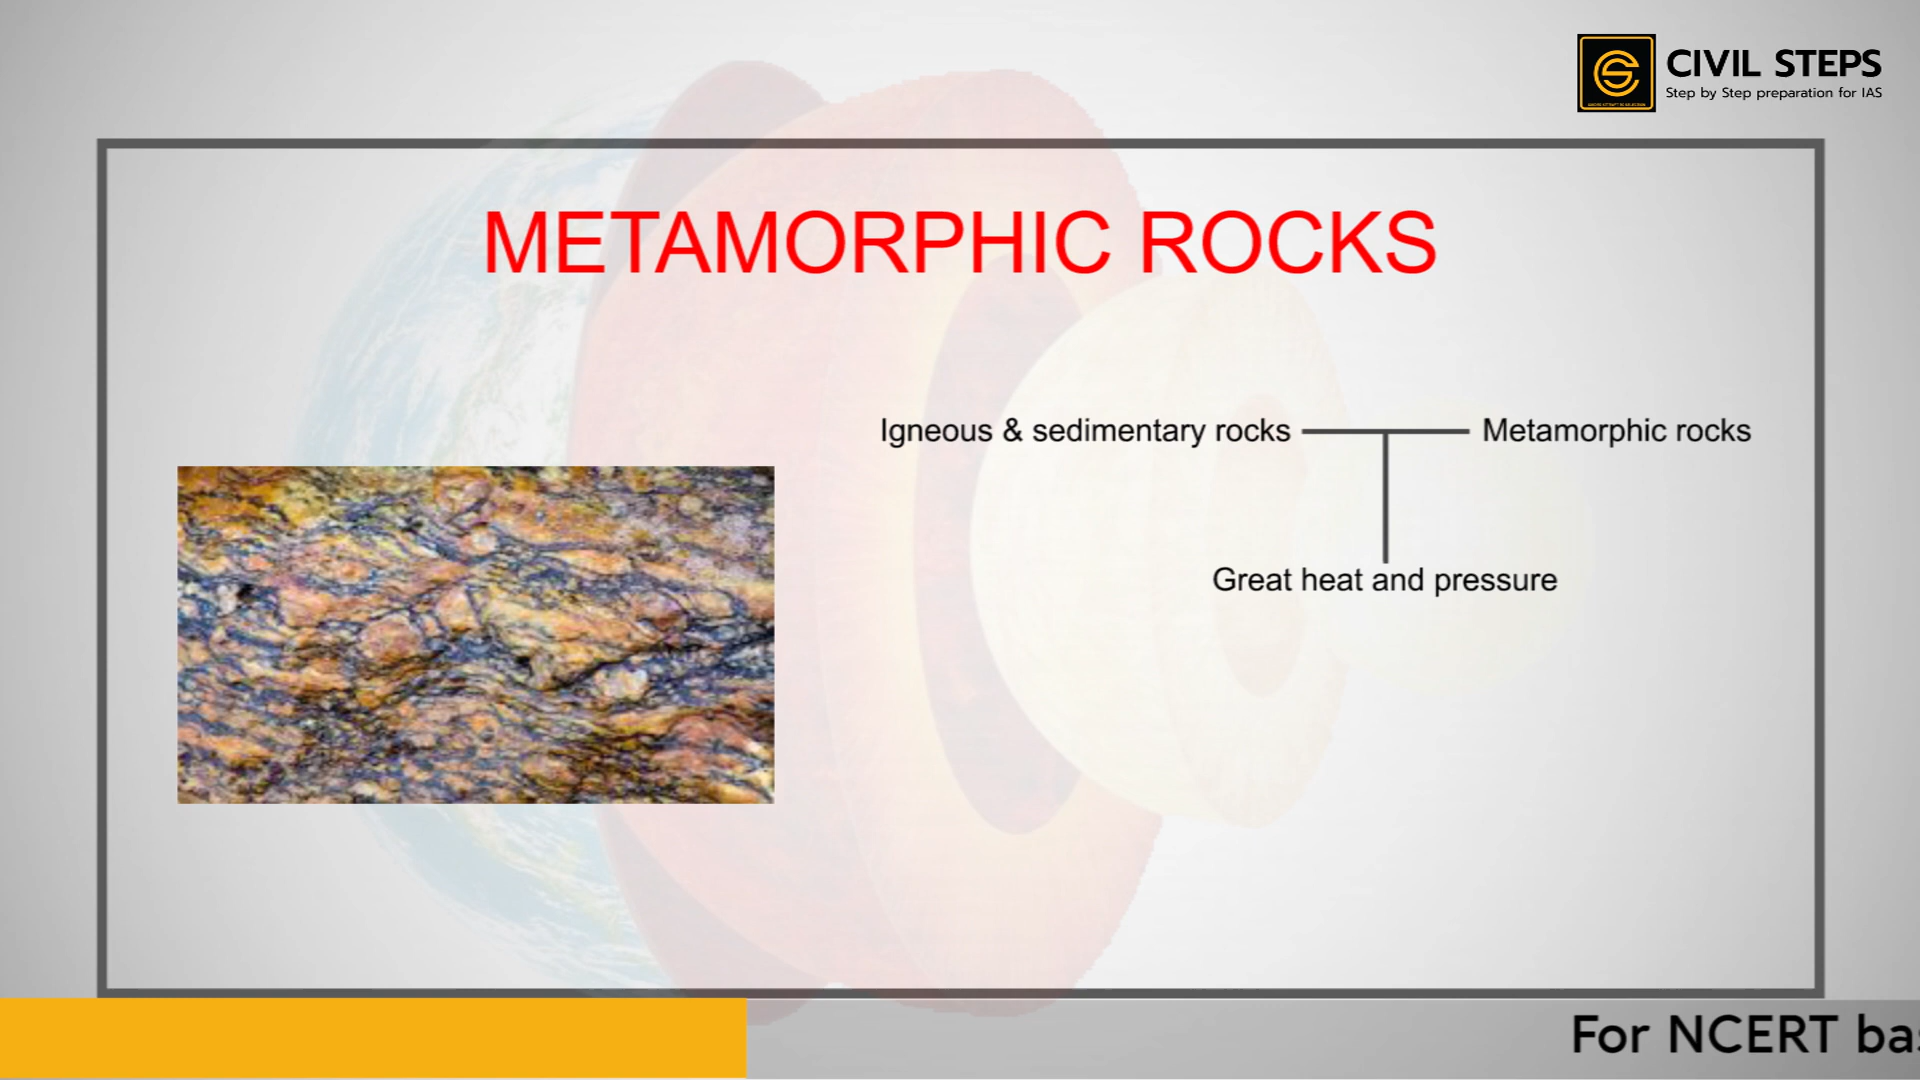 CIVIL STEPS
Step by Step preparation for IAS
METAMORPHIC ROCKS
Igneous & sedimentary rocks
Metamorphic rocks
Great heat and pressure
For NCERT